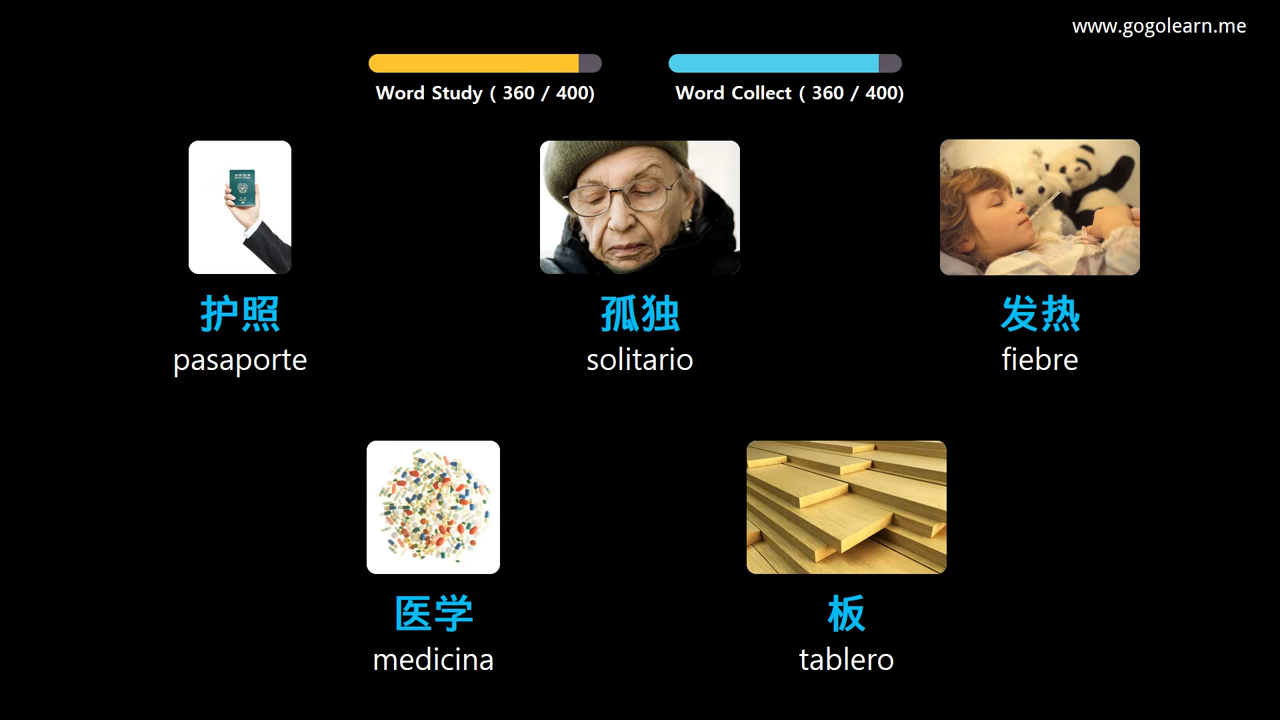 www.gogolearn.me
Word Study ( 360 / 400)
Word Collect ( 360 / 400)
护照
pasaporte
孤独
solitario
发热
fiebre
医学
medicina
板
tablero